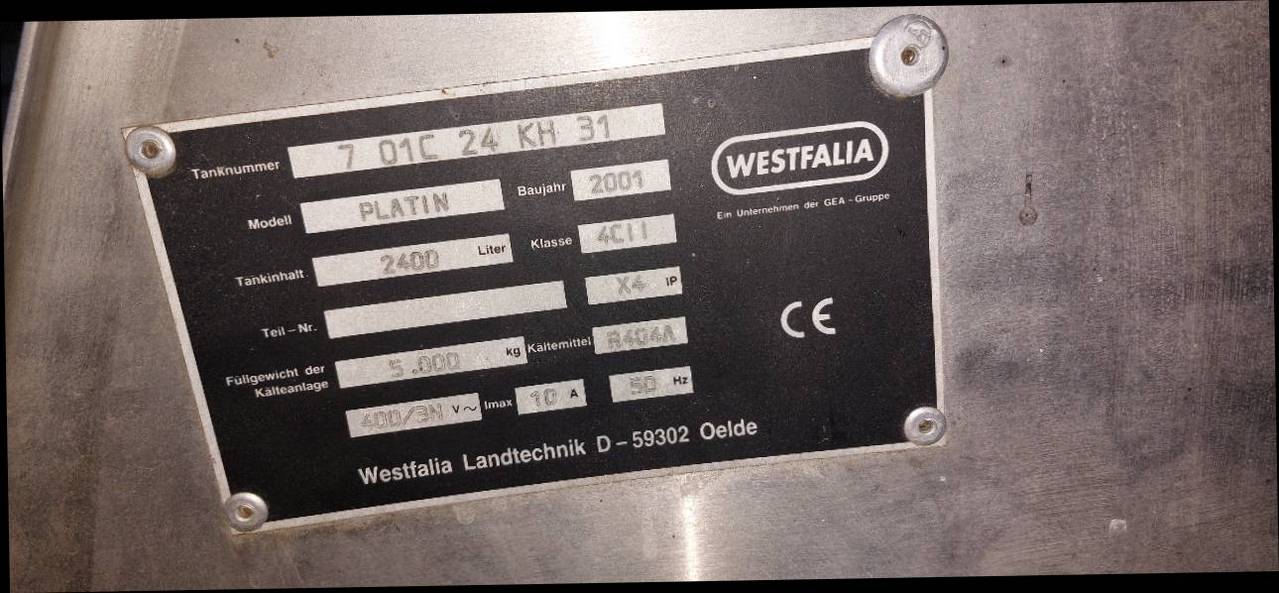 Tanknummer 7 01C 24 KH 31
Modell PLATIN Baujahr 2001
Tankinhalt 2400 Liter Klasse 4CII
Teil-Nr. X4 IP
Füllgewicht der Kälteanlage 5.000 kg Kältemittel R404A
400/3N V~ Imax 10 A 50 Hz
Westfalia Landtechnik D-59302 Oelde
WESTFALIA
Ein Unternehmen der GEA-Gruppe
CE